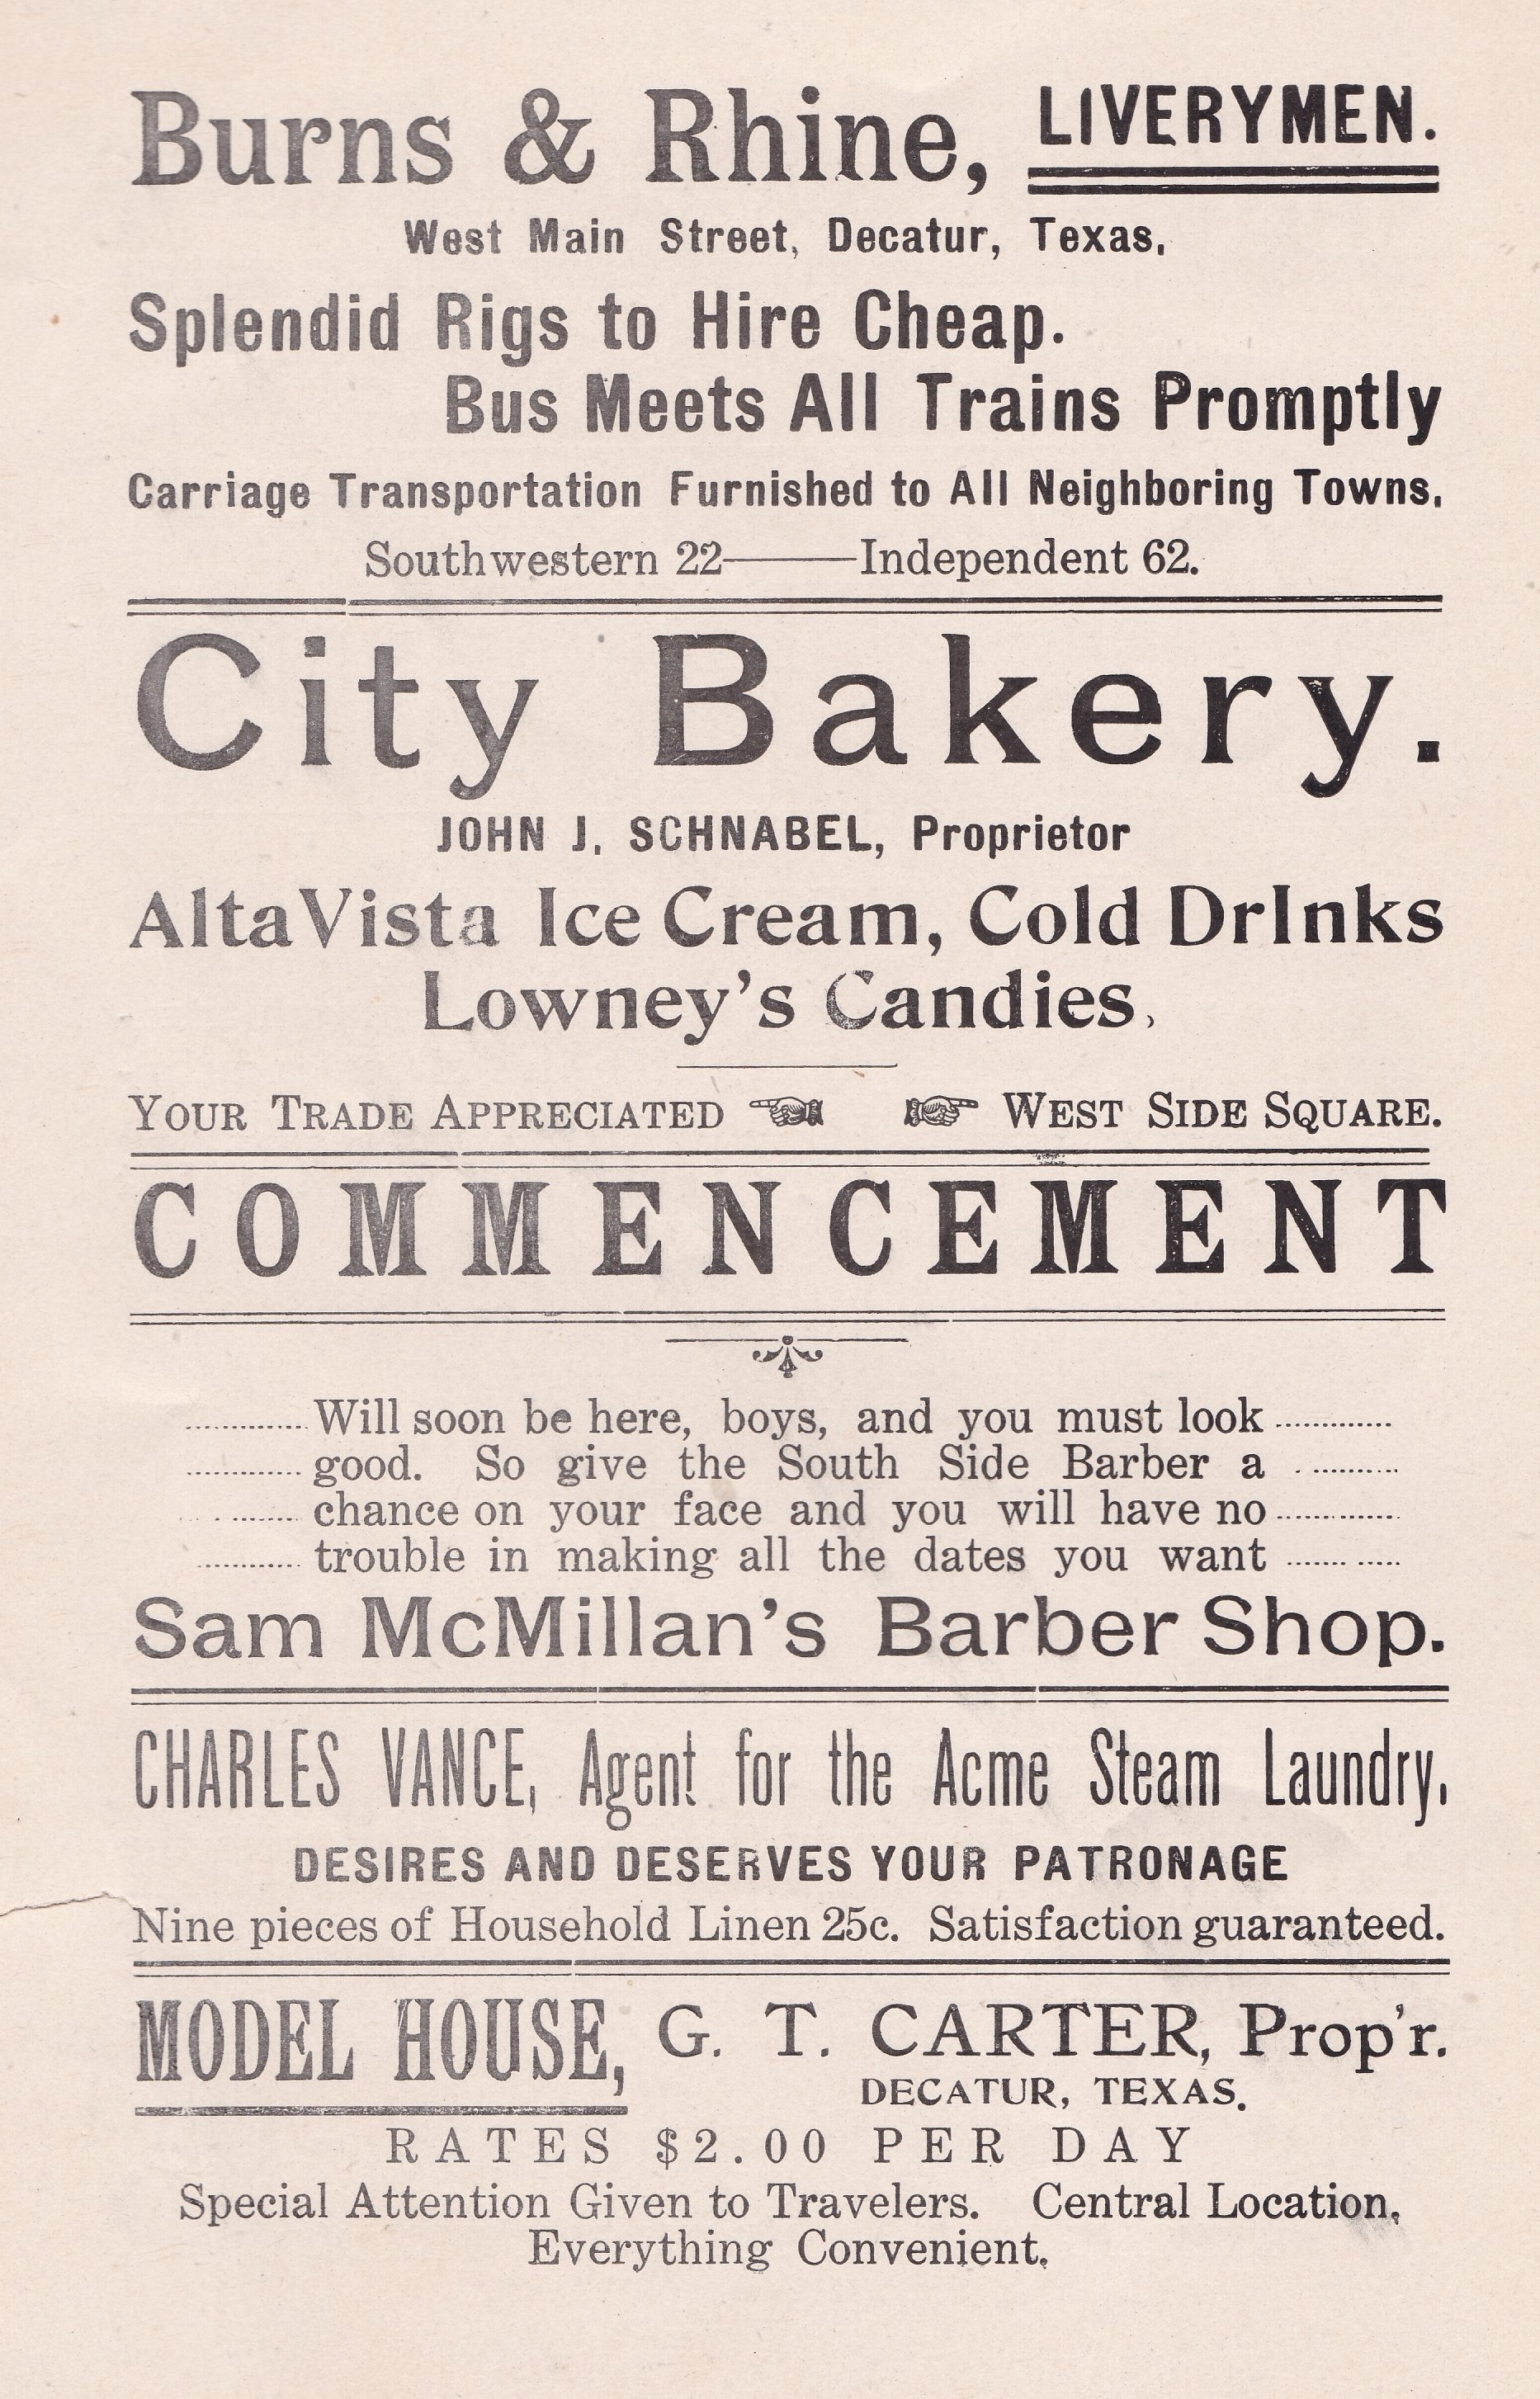 Burns & Rhine, LIVERYMEN.
West Main Street, Decatur, Texas,
Splendid Rigs to Hire Cheap.
Bus Meets All Trains Promptly
Carriage Transportation Furnished to All Neighboring Towns,
Southwestern 22———Independent 62.
City Bakery.
JOHN J, SCHNABEL, Proprietor
AltaVista Ice Cream, Cold DrInks
Lowney's Candies,
YOUR TRADE APPRECIATED ☜ ☞ WEST SIDE SQUARE.
COMMENCEMENT
............Will soon be here, boys, and you must look............
............good. So give the South Side Barber a ............
............chance on your face and you will have no............
............trouble in making all the dates you want ............
Sam McMillan's Barber Shop.
CHARLES VANCE, Agent for the Acme Steam Laundry,
DESIRES AND DESERVES YOUR PATRONAGE
Nine pieces of Household Linen 25c. Satisfaction guaranteed.
MODEL HOUSE, G. T. CARTER, Prop'r.
DECATUR, TEXAS.
RATES $2.00 PER DAY
Special Attention Given to Travelers. Central Location,
Everything Convenient,